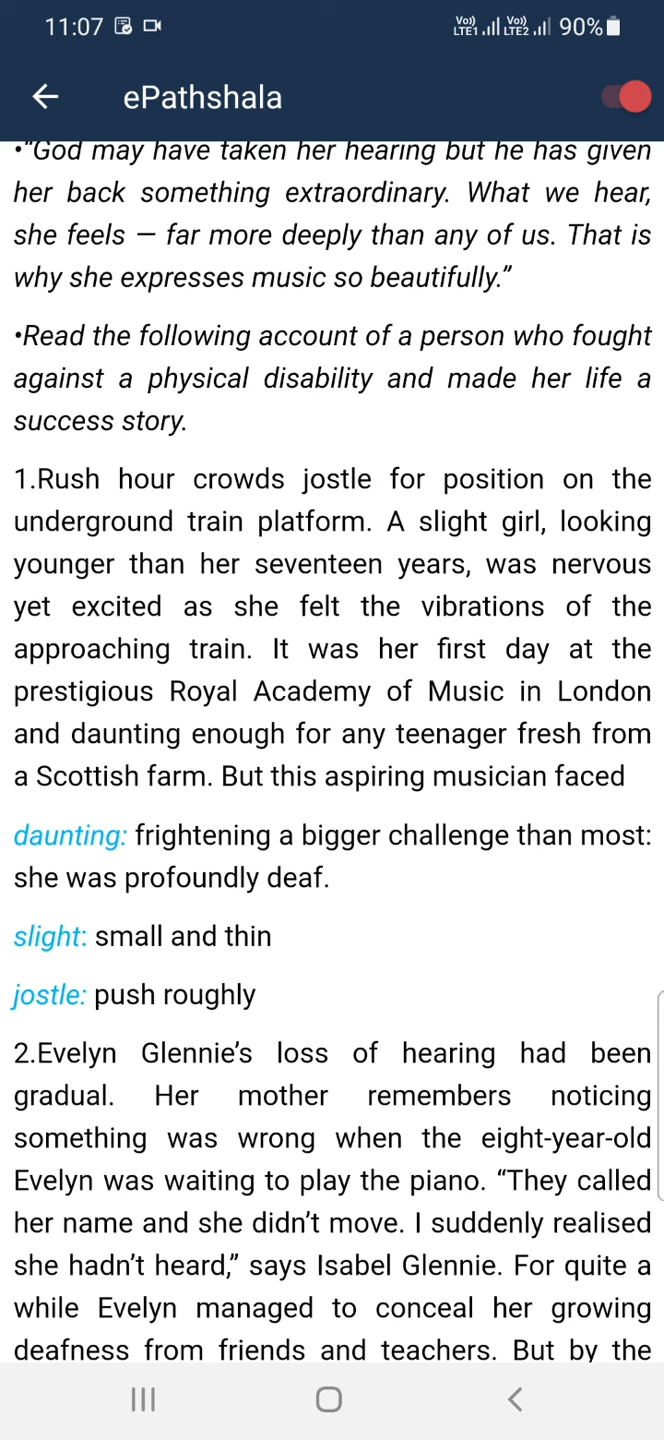 11:07
Vo)) LTE1 Vo)) LTE2 90%
ePathshala
•"God may have taken her hearing but he has given
her back something extraordinary. What we hear,
she feels — far more deeply than any of us. That is
why she expresses music so beautifully.”
•Read the following account of a person who fought
against a physical disability and made her life a
success story.
1.Rush hour crowds jostle for position on the
underground train platform. A slight girl, looking
younger than her seventeen years, was nervous
yet excited as she felt the vibrations of the
approaching train. It was her first day at the
prestigious Royal Academy of Music in London
and daunting enough for any teenager fresh from
a Scottish farm. But this aspiring musician faced
daunting: frightening a bigger challenge than most:
she was profoundly deaf.
slight: small and thin
jostle: push roughly
2.Evelyn Glennie’s loss of hearing had been
gradual. Her mother remembers noticing
something was wrong when the eight-year-old
Evelyn was waiting to play the piano. “They called
her name and she didn’t move. I suddenly realised
she hadn’t heard,” says Isabel Glennie. For quite a
while Evelyn managed to conceal her growing
deafness from friends and teachers. But by the